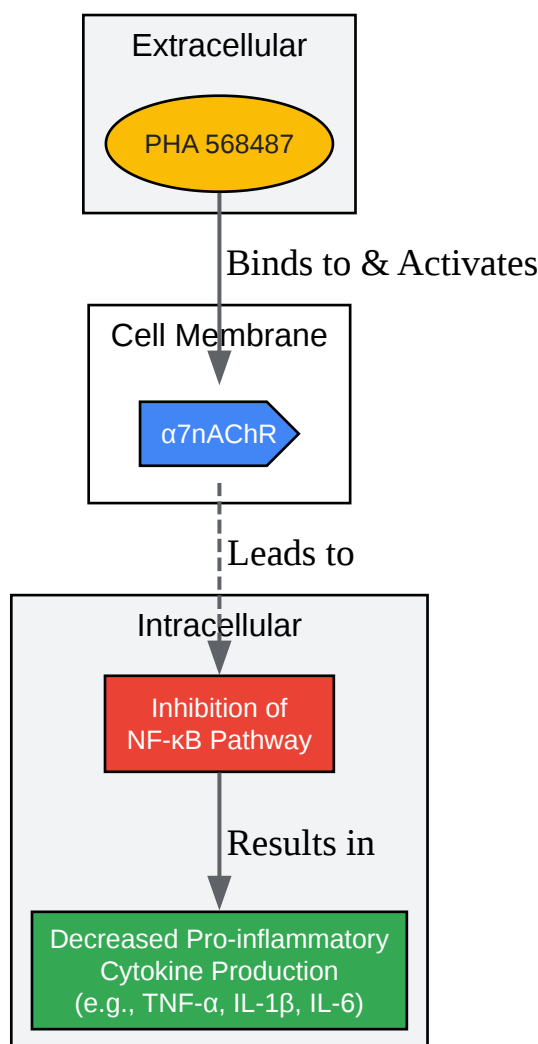 Extracellular
PHA 568487
Binds to & Activates
Cell Membrane
α7nAChR
Leads to
Intracellular
Inhibition of
NF-κB Pathway
Results in
Decreased Pro-inflammatory
Cytokine Production
(e.g., TNF-α, IL-1β, IL-6)